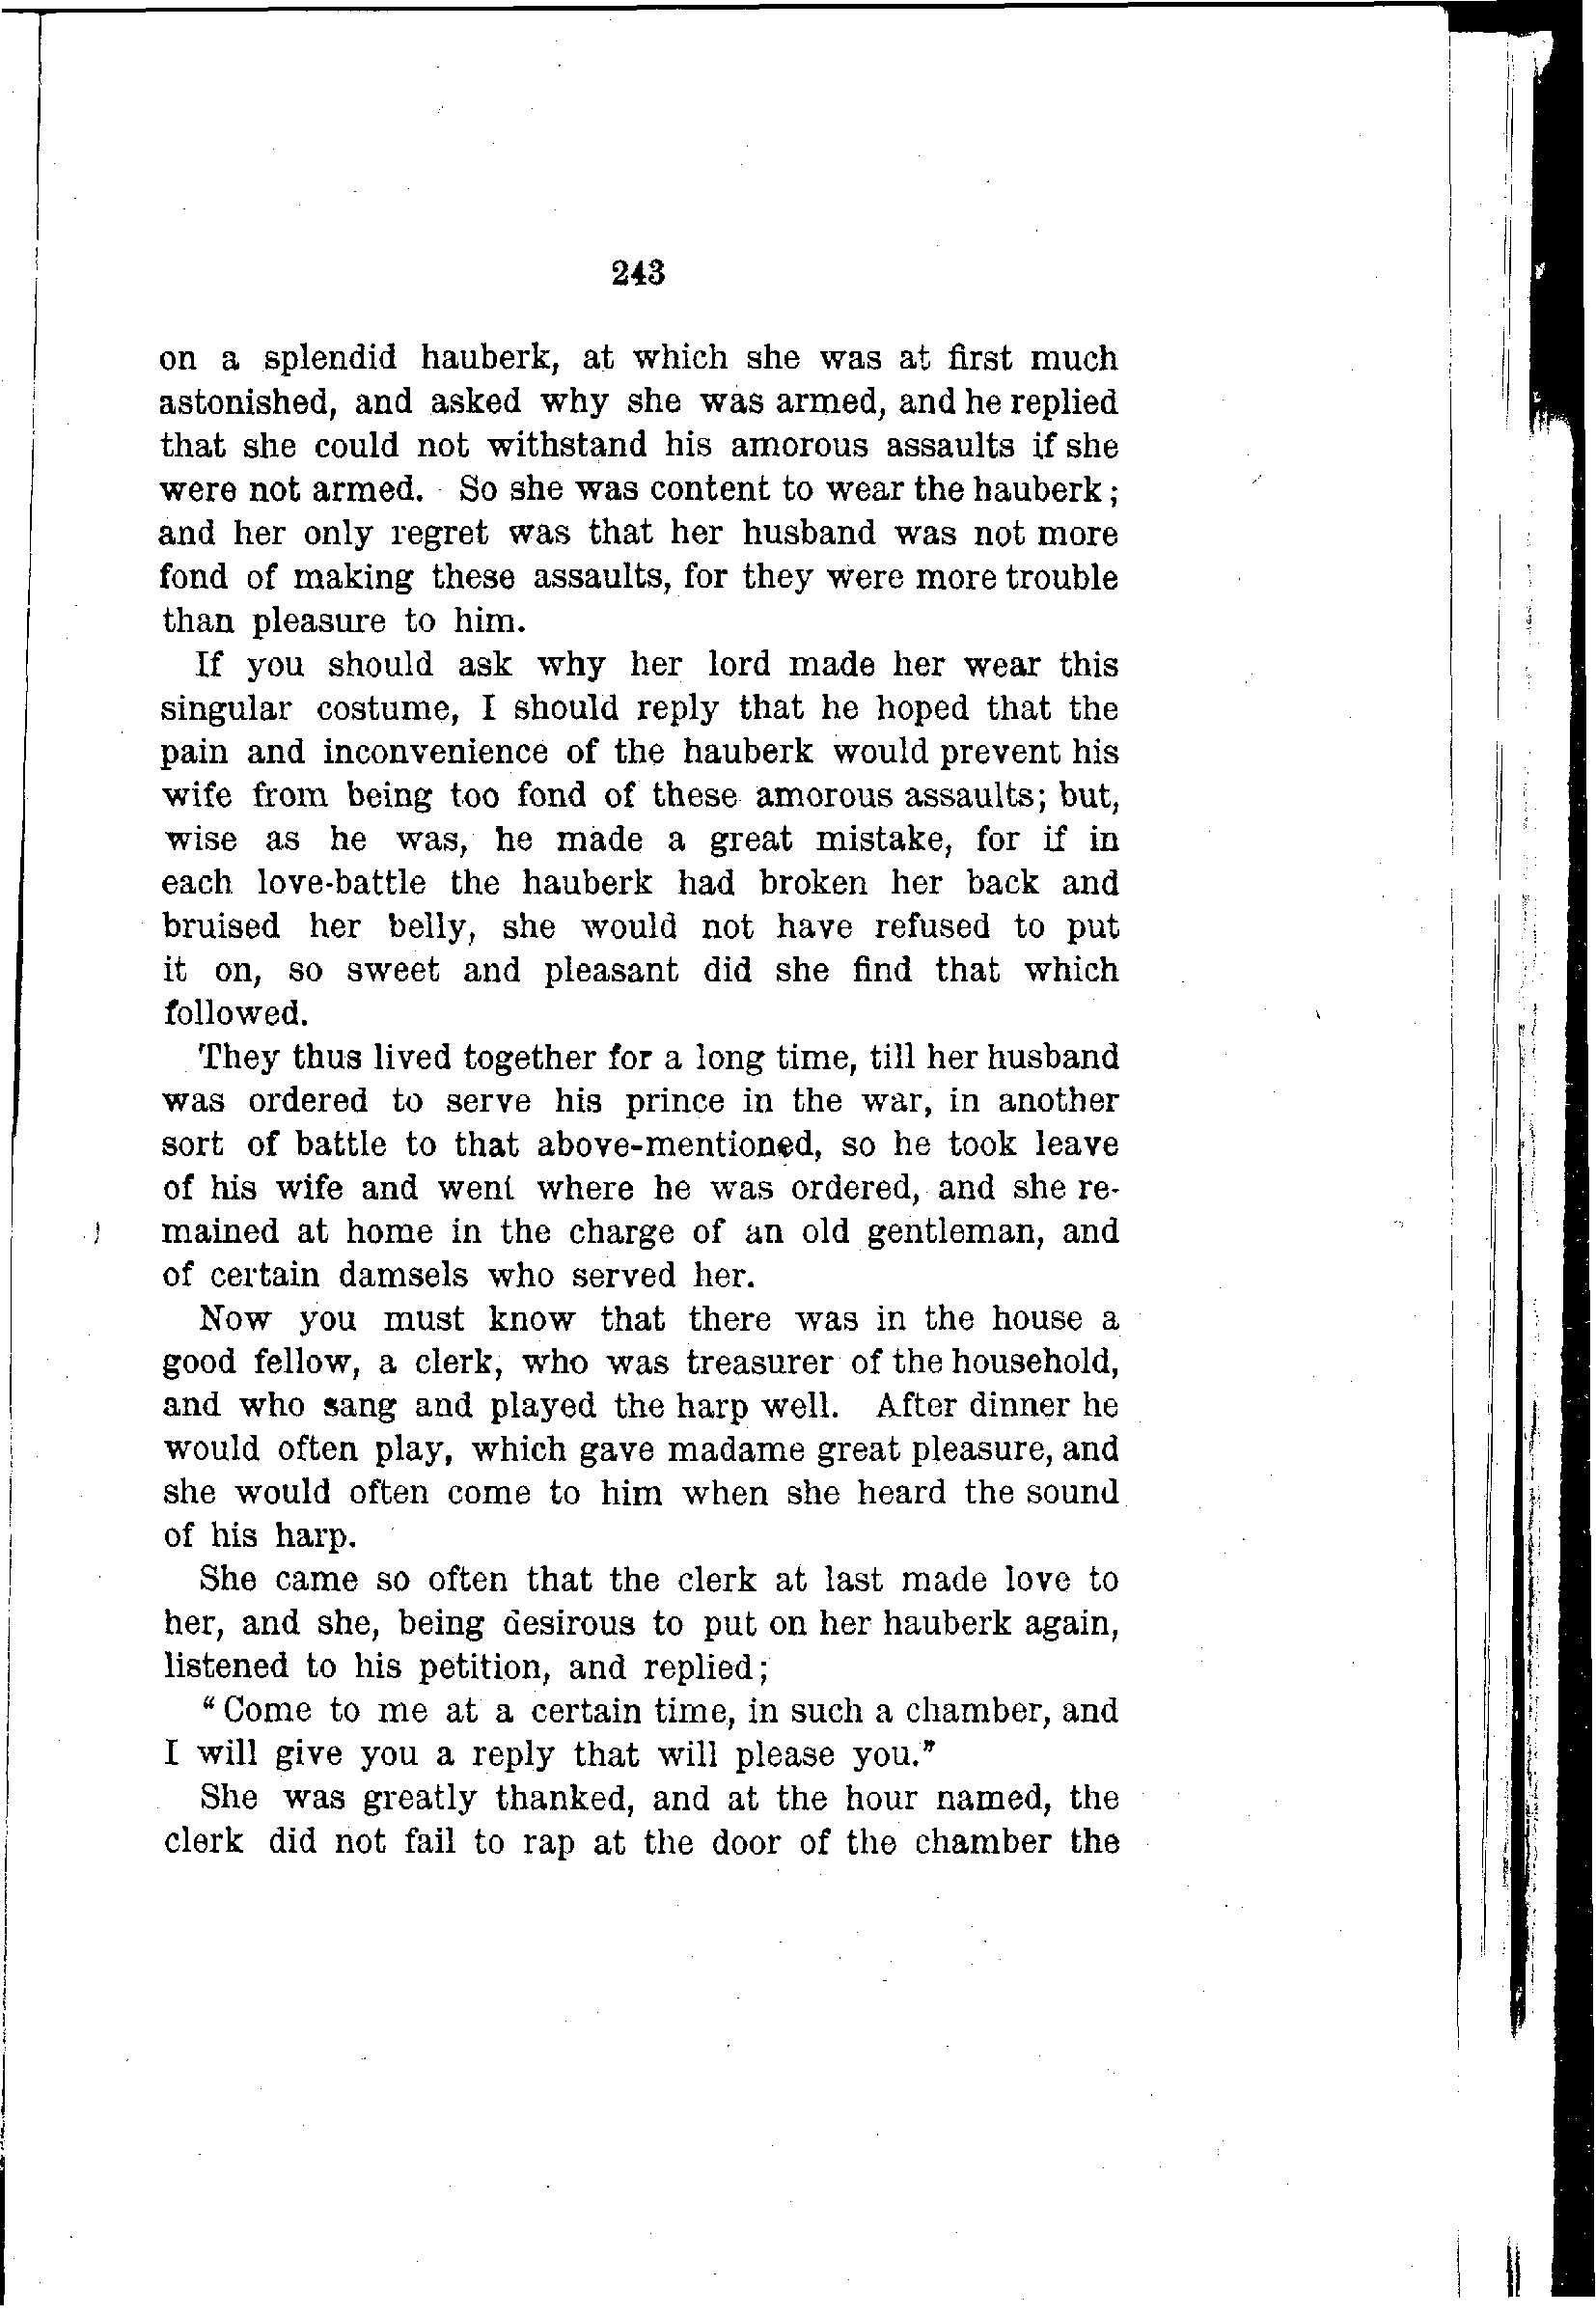 243
on a splendid hauberk, at which she was at first much
astonished, and asked why she was armed, and he replied
that she could not withstand his amorous assaults if she
were not armed. So she was content to wear the hauberk;
and her only regret was that her husband was not more
fond of making these assaults, for they were more trouble
than pleasure to him.
If you should ask why her lord made her wear this
singular costume, I should reply that he hoped that the
pain and inconvenience of the hauberk would prevent his
wife from being too fond of these amorous assaults; but,
wise as he was, he made a great mistake, for if in
each love-battle the hauberk had broken her back and
bruised her belly, she would not have refused to put
it on, so sweet and pleasant did she find that which
followed.
They thus lived together for a long time, till her husband
was ordered to serve his prince in the war, in another
sort of battle to that above-mentioned, so he took leave
of his wife and went where he was ordered, and she re-
mained at home in the charge of an old gentleman, and
of certain damsels who served her.
Now you must know that there was in the house a
good fellow, a clerk, who was treasurer of the household,
and who sang and played the harp well. After dinner he
would often play, which gave madame great pleasure, and
she would often come to him when she heard the sound
of his harp.
She came so often that the clerk at last made love to
her, and she, being desirous to put on her hauberk again,
listened to his petition, and replied;
"Come to me at a certain time, in such a chamber, and
I will give you a reply that will please you."
She was greatly thanked, and at the hour named, the
clerk did not fail to rap at the door of the chamber the